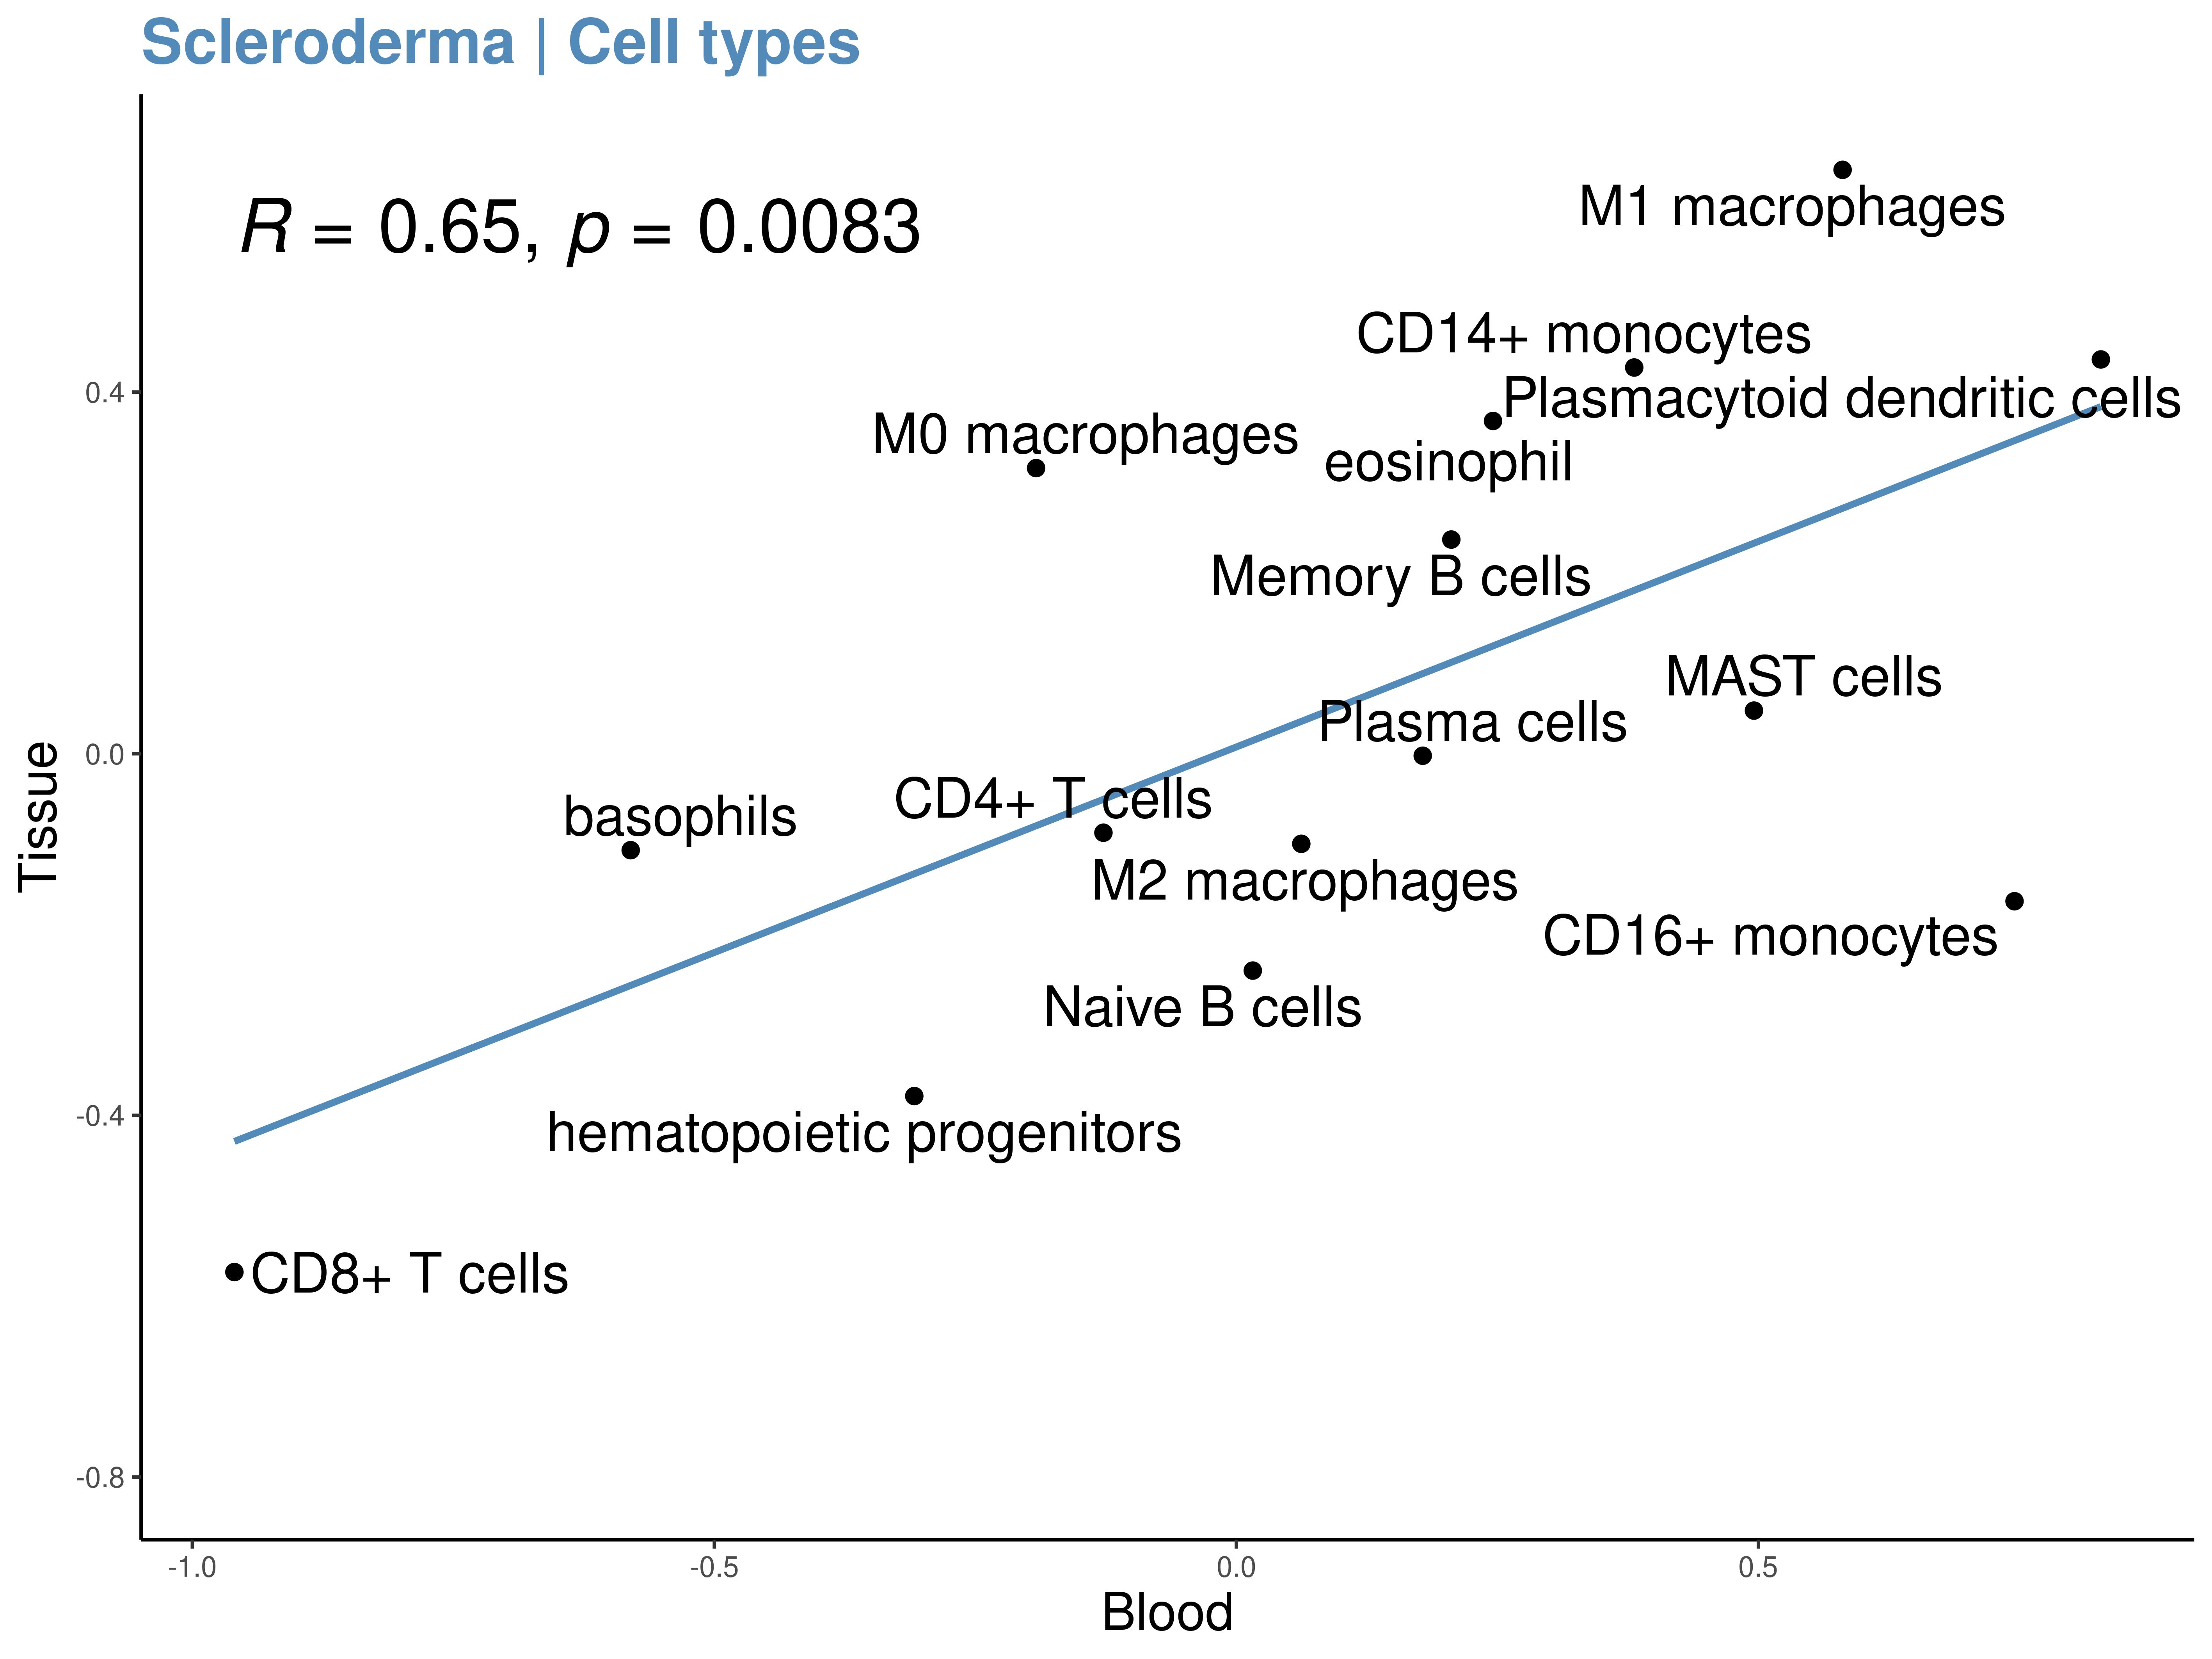 Scleroderma | Cell types
R = 0.65, p = 0.0083
M1 macrophages
CD14+ monocytes
Plasmacytoid dendritic cells
M0 macrophages
eosinophil
Memory B cells
MAST cells
Plasma cells
CD4+ T cells
basophils
M2 macrophages
CD16+ monocytes
Naive B cells
hematopoietic progenitors
CD8+ T cells
Tissue
0.4
0.0
-0.4
-0.8
-1.0
-0.5
0.0
0.5
Blood